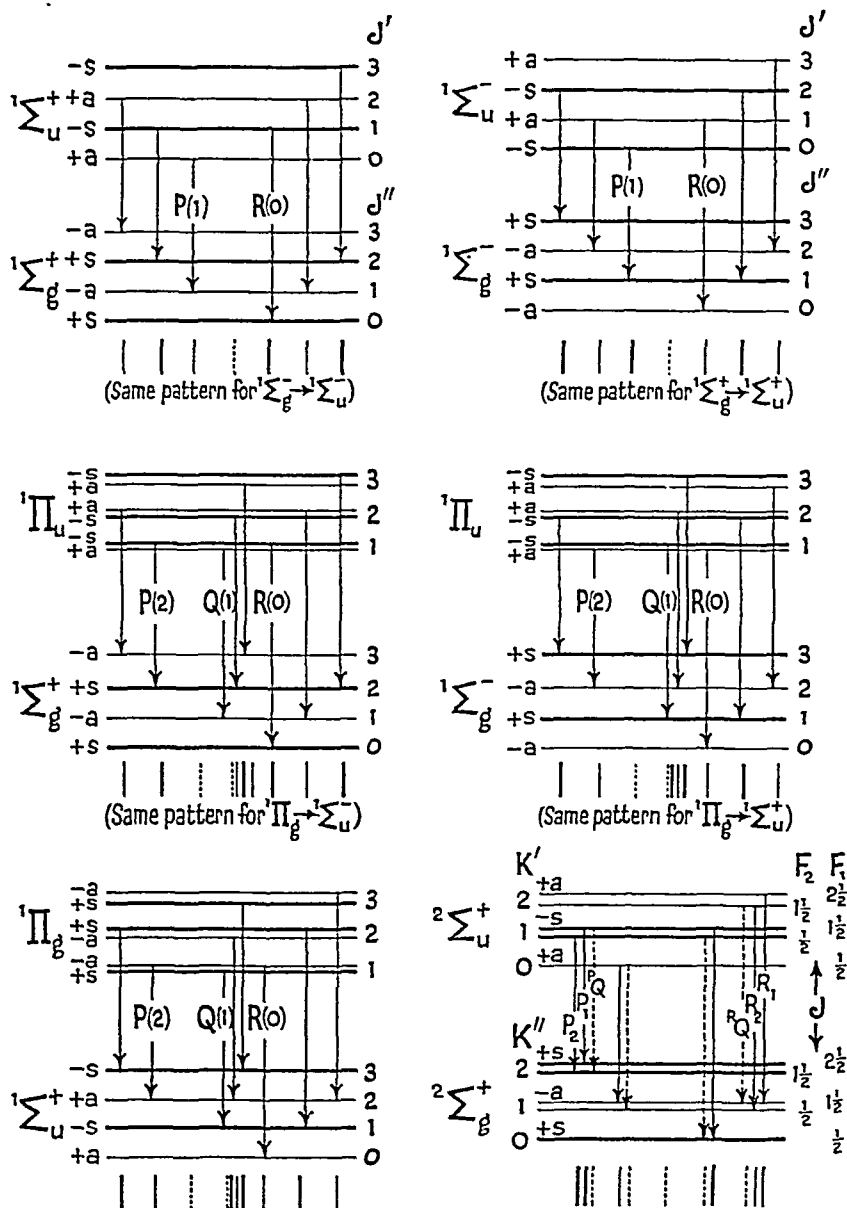 J'
-s 3
¹Σᵤ⁺ +a 2
-s 1
+a 0
P(1) R(0)
J"
-a 3
¹Σg⁺ +s 2
-a 1
+s 0
(Same pattern for ¹Σg⁻→¹Σᵤ⁻)
J'
+a 3
¹Σᵤ⁻ -s 2
+a 1
-s 0
P(1) R(0)
J"
+s 3
¹Σg⁻ -a 2
+s 1
-a 0
(Same pattern for ¹Σg⁺→¹Σᵤ⁺)
-s
+a 3
¹Πᵤ +a
-s 2
-s
+a 1
P(2) Q(1) R(0)
-a 3
¹Σg⁺ +s 2
-a 1
+s 0
(Same pattern for ¹Πg→¹Σᵤ⁻)
-s
+a 3
¹Πᵤ +a
-s 2
-s
+a 1
P(2) Q(1) R(0)
+s 3
¹Σg⁻ -a 2
+s 1
-a 0
(Same pattern for ¹Πg→¹Σᵤ⁺)
-a
+s 3
¹Πg +s
-a 2
-a
+s 1
P(2) Q(1) R(0)
-s 3
¹Σᵤ⁺ +a 2
-s 1
+a 0
K' F₂ F₁
+a
2 1½ 2½
²Σᵤ⁺ -s
1 ½ 1½
+a
0 ½
P₂ P₁ ᴾQ ᴿQ R₂ R₁ J
K"
+s
2 1½ 2½
²Σg⁺ -a
1 ½ 1½
+s
0 ½